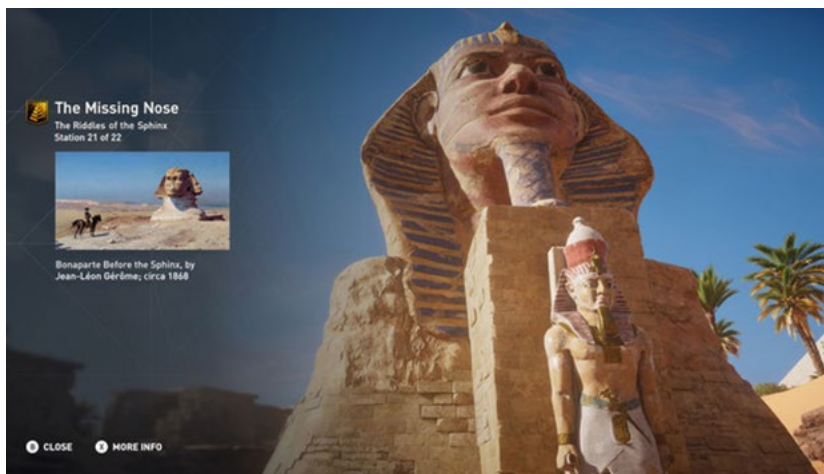 The Missing Nose
The Riddles of the Sphinx
Station 21 of 22
Bonaparte Before the Sphinx, by
Jean-Léon Gérôme; circa 1868
B CLOSE
X MORE INFO